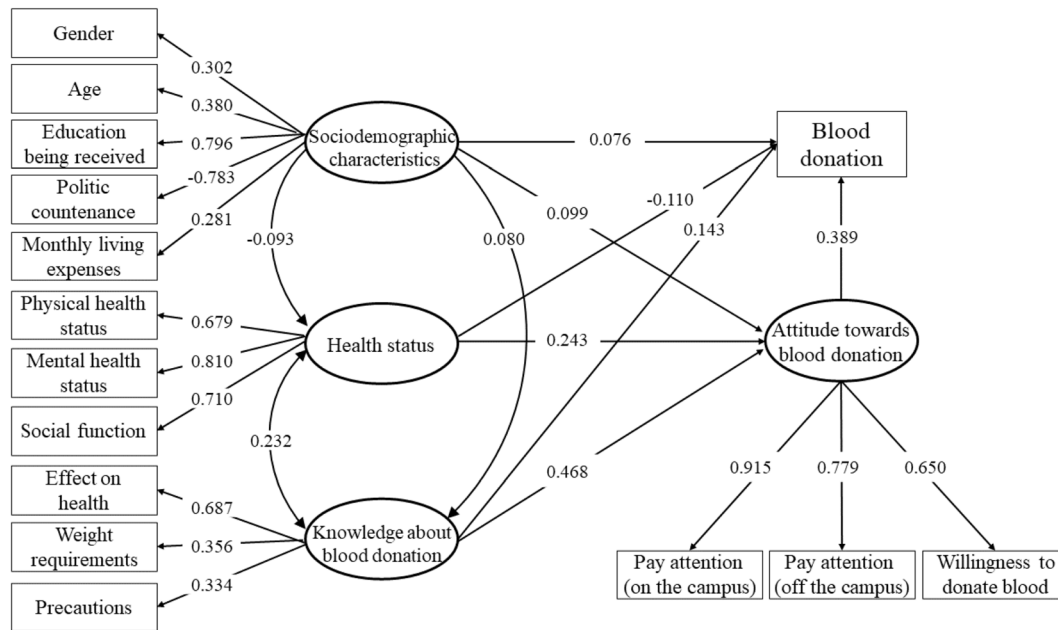 Gender
Age
Education
being received
Politic
countenance
Monthly living
expenses
Physical health
status
Mental health
status
Social function
Effect on
health
Weight
requirements
Precautions
0.302
0.380
0.796
-0.783
0.281
0.679
0.810
0.710
0.687
0.356
0.334
Sociodemographic
characteristics
-0.093
Health status
0.232
Knowledge about
blood donation
0.076
0.099
0.080
-0.110
0.143
0.243
0.468
Blood
donation
0.389
Attitude towards
blood donation
0.915
0.779
0.650
Pay attention
(on the campus)
Pay attention
(off the campus)
Willingness to
donate blood